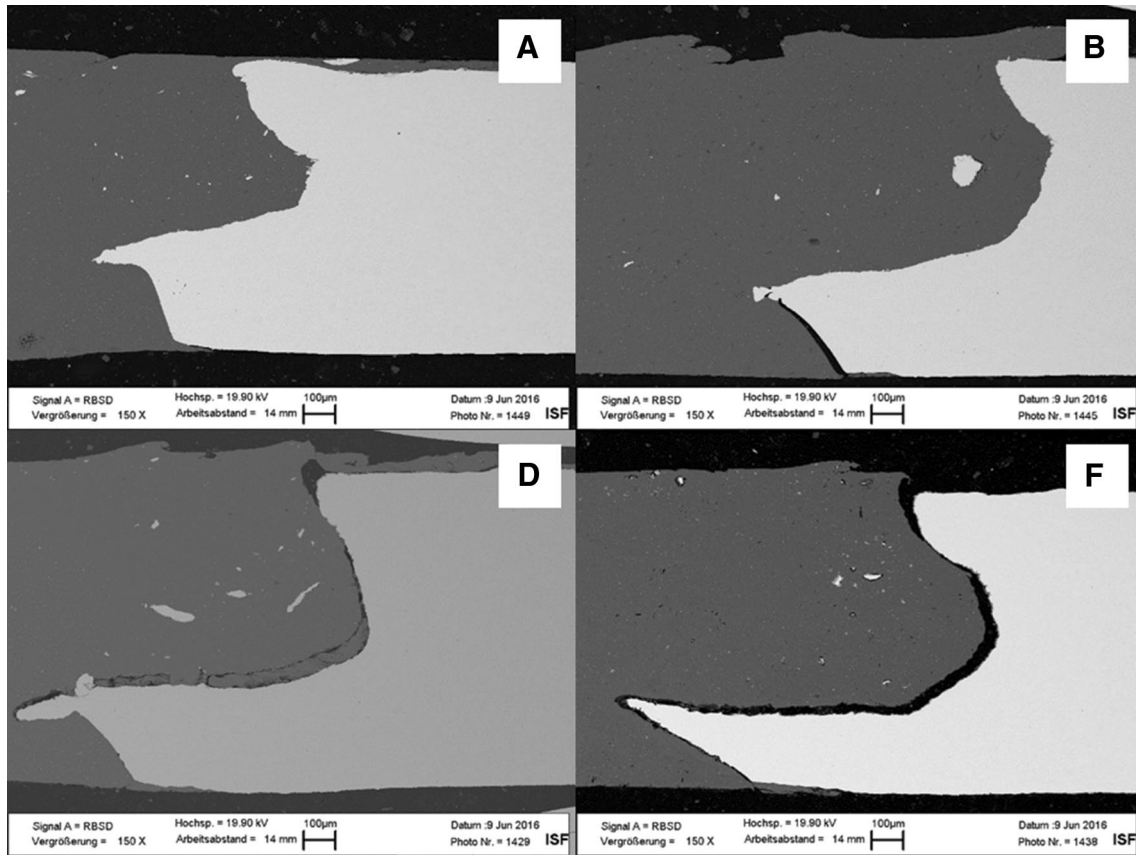 A
B
Signal A = RBSD Hochsp. = 19.90 kV 100µm Datum :9 Jun 2016
Vergrößerung = 150 X Arbeitsabstand = 14 mm Photo Nr. = 1449 ISF
Signal A = RBSD Hochsp. = 19.90 kV 100µm Datum :9 Jun 2016
Vergrößerung = 150 X Arbeitsabstand = 14 mm Photo Nr. = 1445 ISF
D
F
Signal A = RBSD Hochsp. = 19.90 kV 100µm Datum :9 Jun 2016
Vergrößerung = 150 X Arbeitsabstand = 14 mm Photo Nr. = 1429 ISF
Signal A = RBSD Hochsp. = 19.90 kV 100µm Datum :9 Jun 2016
Vergrößerung = 150 X Arbeitsabstand = 14 mm Photo Nr. = 1438 ISF